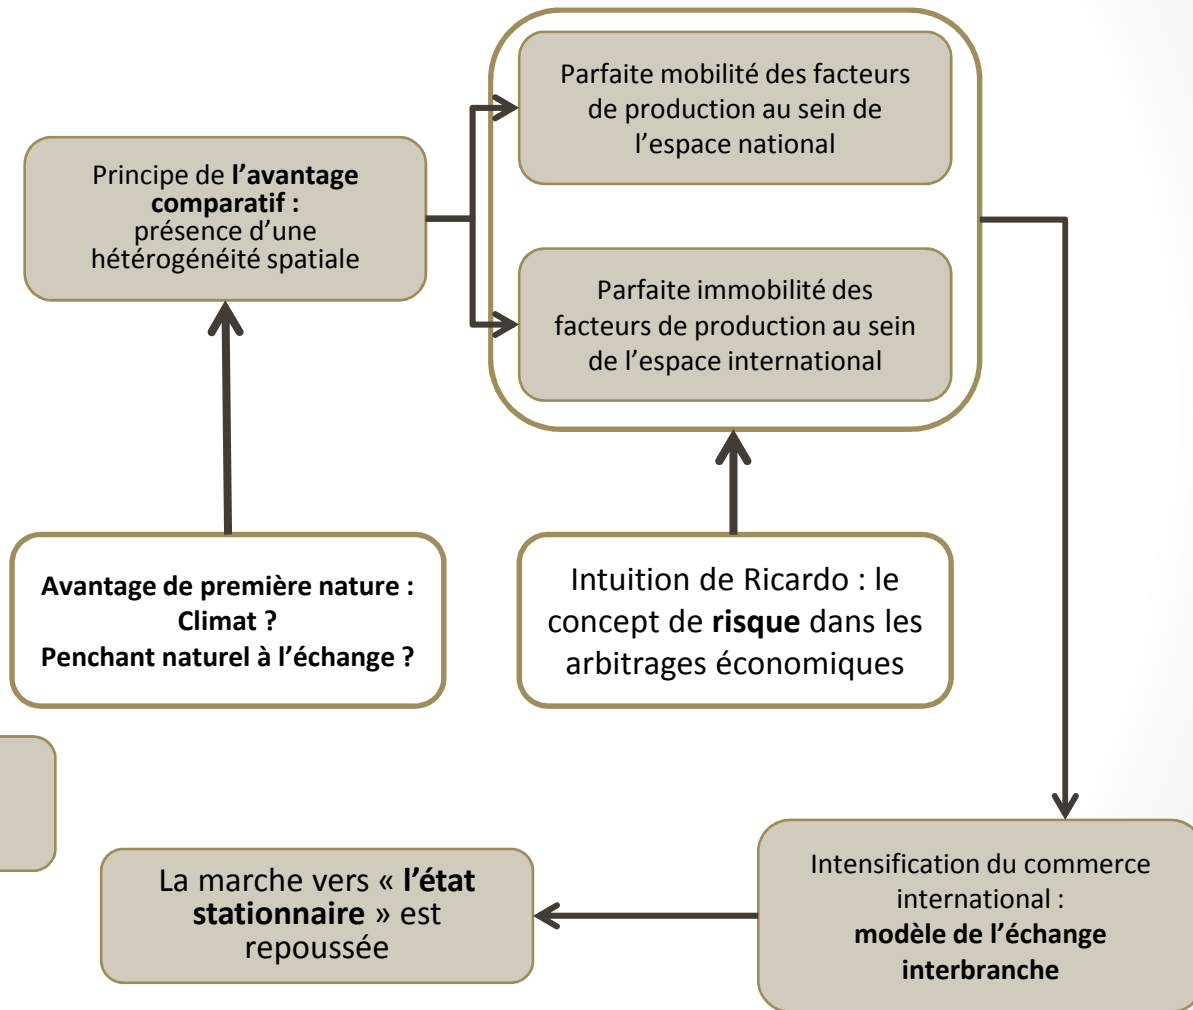 Parfaite mobilité des facteurs
de production au sein de
l’espace national
Principe de l’avantage
comparatif :
présence d’une
hétérogénéité spatiale
Parfaite immobilité des
facteurs de production au sein
de l’espace international
Avantage de première nature :
Climat ?
Penchant naturel à l’échange ?
Intuition de Ricardo : le
concept de risque dans les
arbitrages économiques
Intensification du commerce
international :
modèle de l’échange
interbranche
La marche vers « l’état
stationnaire » est
repoussée